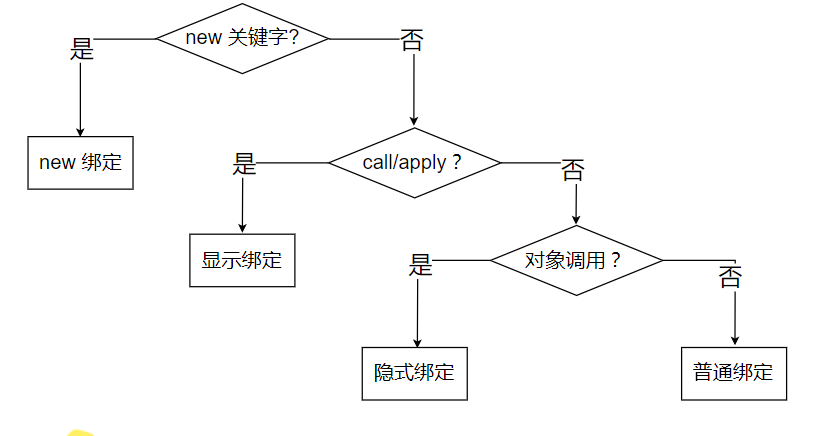 new 关键字?
是
否
new 绑定
call/apply？
是
否
显示绑定
对象调用？
是
否
隐式绑定
普通绑定